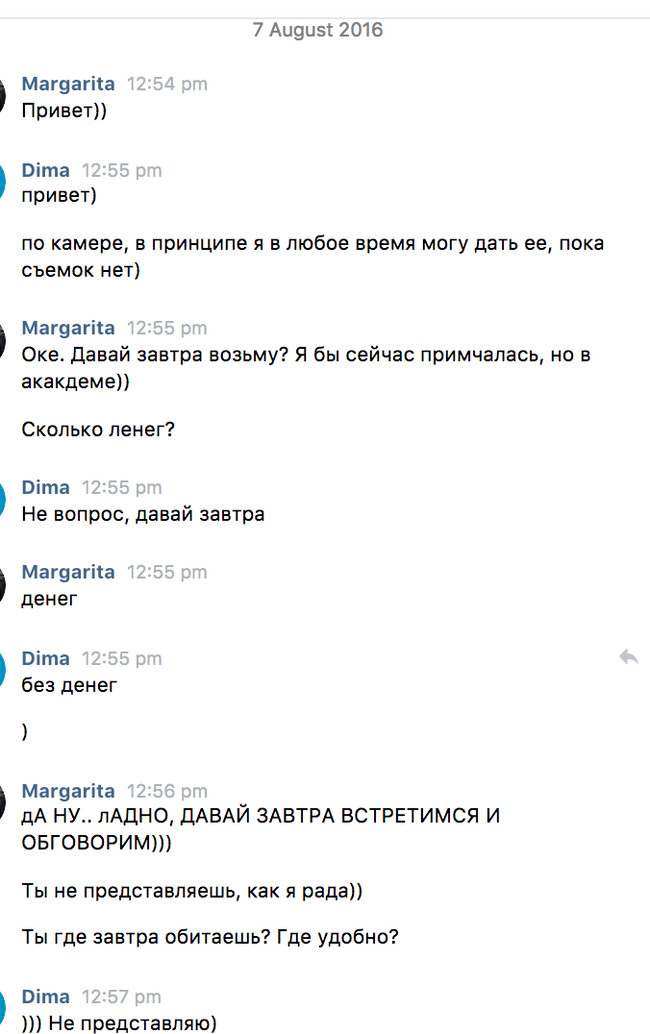 7 August 2016
Margarita 12:54 pm
Привет))
Dima 12:55 pm
привет)
по камере, в принципе я в любое время могу дать ее, пока
съемок нет)
Margarita 12:55 pm
Оке. Давай завтра возьму? Я бы сейчас примчалась, но в
акакдеме))
Сколько ленег?
Dima 12:55 pm
Не вопрос, давай завтра
Margarita 12:55 pm
денег
Dima 12:55 pm
без денег
)
Margarita 12:56 pm
дА НУ.. лАДНО, ДАВАЙ ЗАВТРА ВСТРЕТИМСЯ И
ОБГОВОРИМ)))
Ты не представляешь, как я рада))
Ты где завтра обитаешь? Где удобно?
Dima 12:57 pm
))) Не представляю)